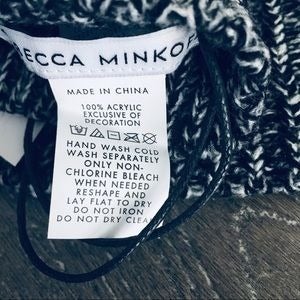 ECCA MINKO
MADE IN CHINA
100% ACRYLIC
EXCLUSIVE OF
DECORATION
HAND WASH COLD
WASH SEPARATELY
ONLY NON-
CHLORINE BLEACH
WHEN NEEDED
RESHAPE AND
LAY FLAT TO DRY
DO NOT IRON
DO NOT DRY CLEA